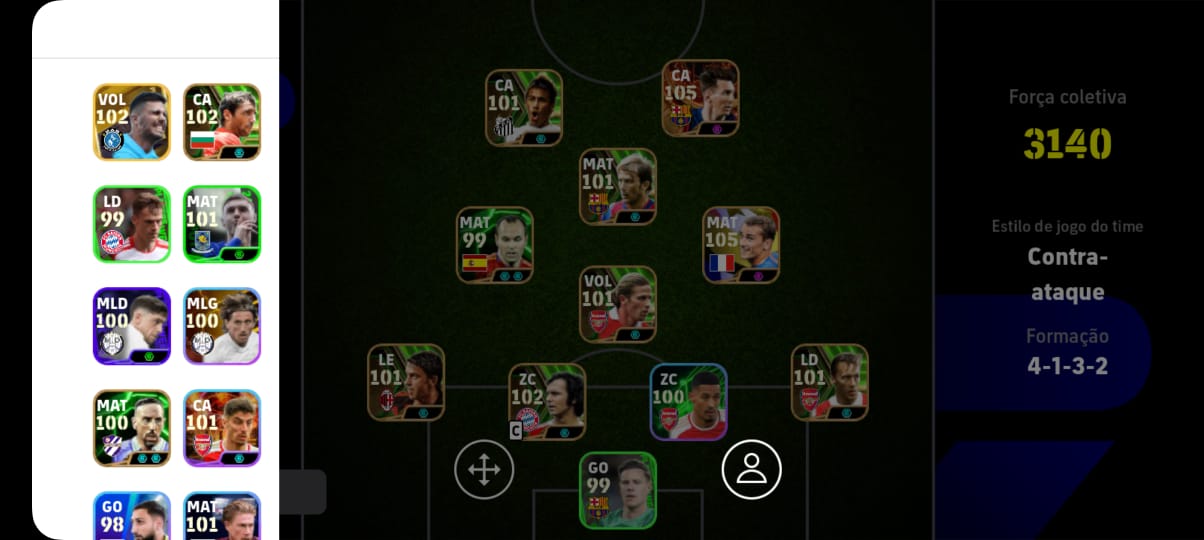 VOL
102
CA
102
LD
99
MAT
101
MLD
100
MLG
100
MAT
100
CA
101
GO
98
MAT
101
CA
101
CA
105
MAT
101
MAT
99
MAT
105
VOL
101
LE
101
ZC
102
C
ZC
100
LD
101
GO
99
Força coletiva
3140
Estilo de jogo do time
Contra-
ataque
Formação
4-1-3-2